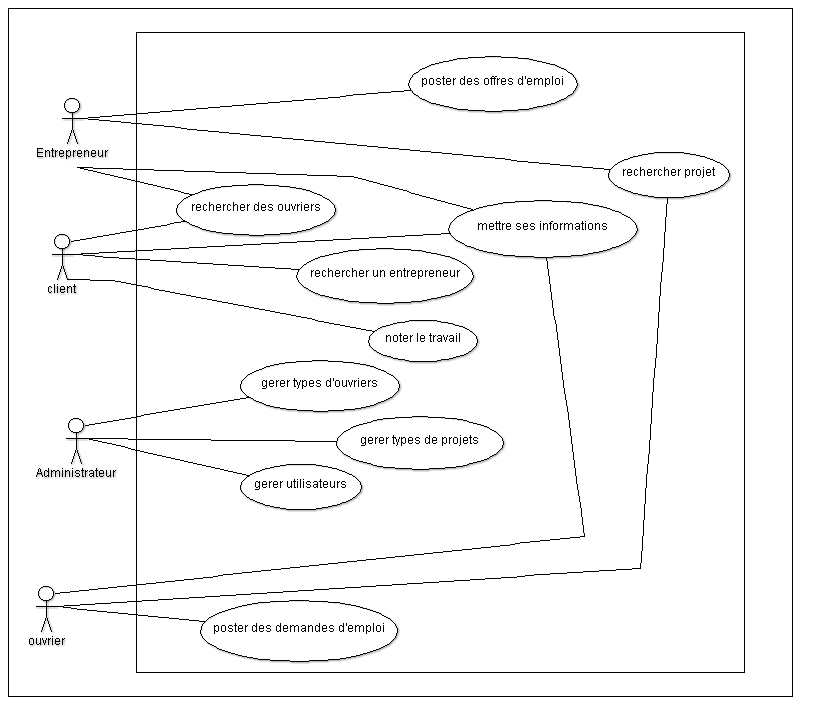 poster des offres d'emploi
Entrepreneur
rechercher projet
rechercher des ouvriers
mettre ses informations
client
rechercher un entrepreneur
noter le travail
gerer types d'ouvriers
gerer types de projets
Administrateur
gerer utilisateurs
ouvrier
poster des demandes d'emploi